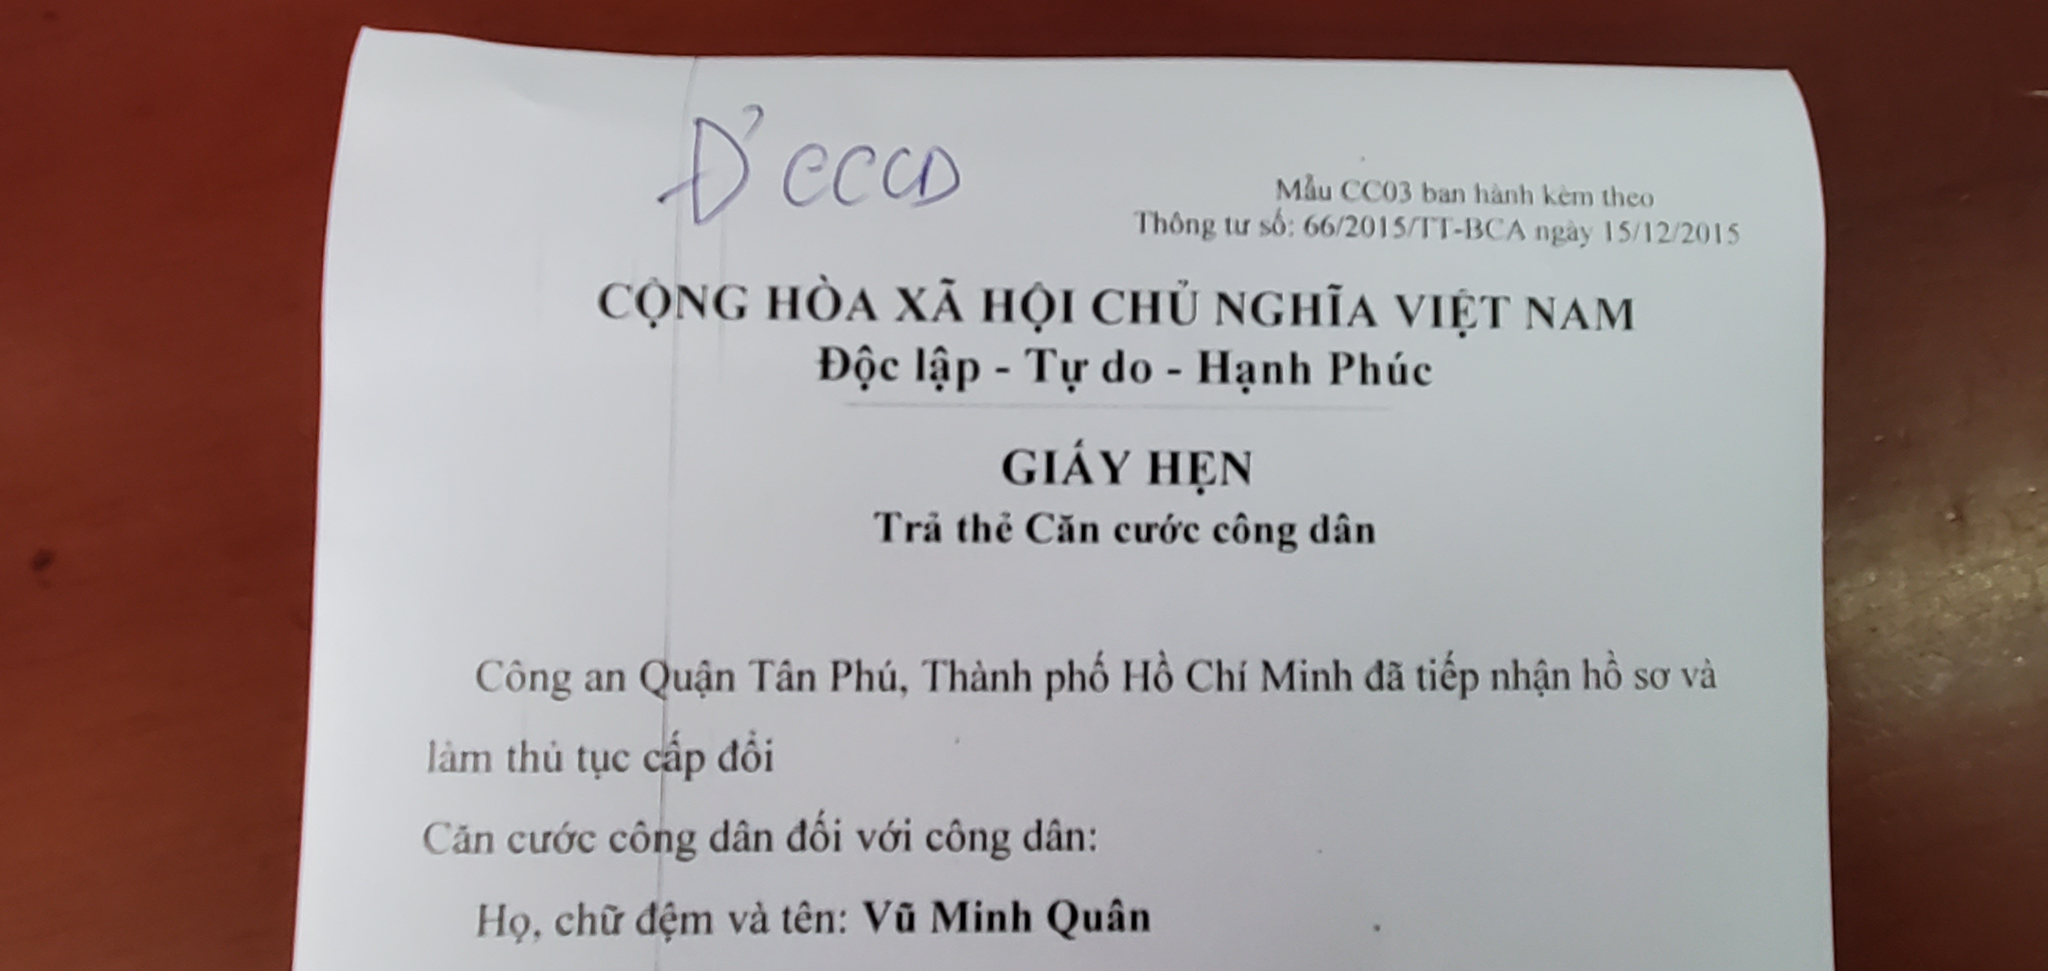 Đ' CCCD
Mẫu CC03 ban hành kèm theo
Thông tư số: 66/2015/TT-BCA ngày 15/12/2015
CỘNG HÒA XÃ HỘI CHỦ NGHĨA VIỆT NAM
Độc lập - Tự do - Hạnh Phúc
GIẤY HẸN
Trả thẻ Căn cước công dân
Công an Quận Tân Phú, Thành phố Hồ Chí Minh đã tiếp nhận hồ sơ và
làm thủ tục cấp đổi
Căn cước công dân đối với công dân:
Họ, chữ đệm và tên: Vũ Minh Quân